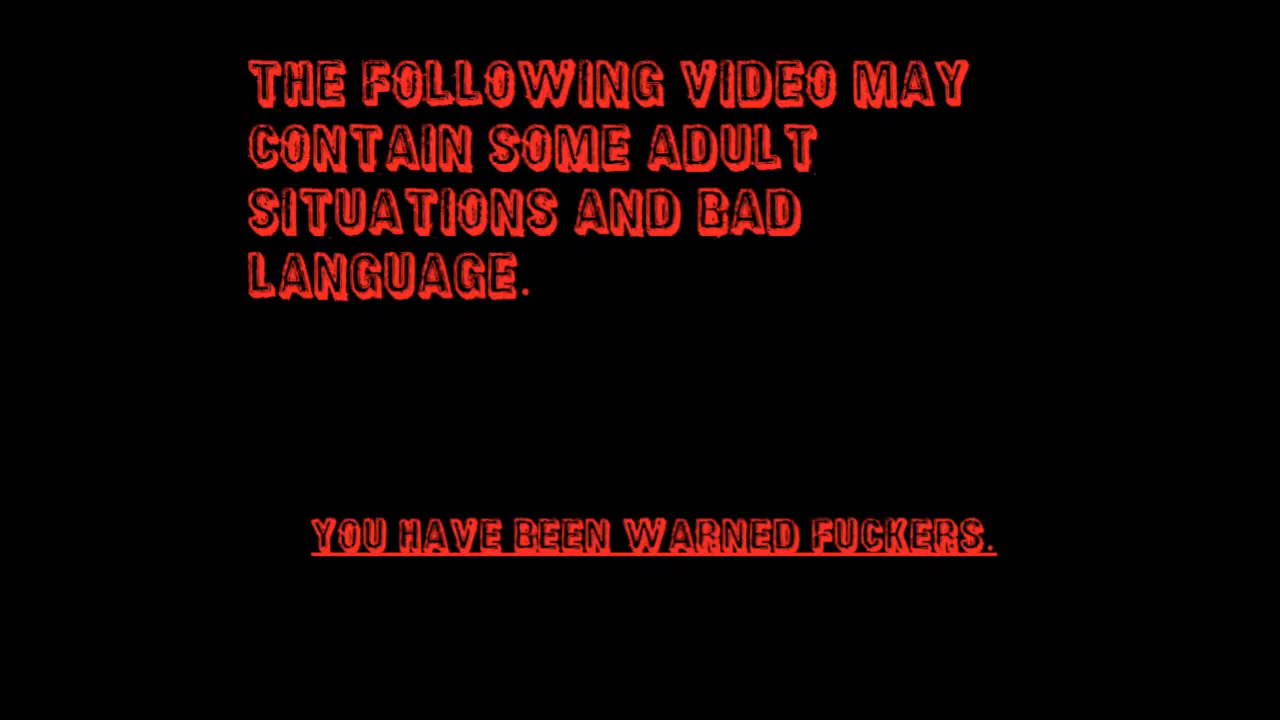 THE FOLLOWING VIDEO MAY
CONTAIN SOME ADULT
SITUATIONS AND BAD
LANGUAGE.
YOU HAVE BEEN WARNED FUCKERS.